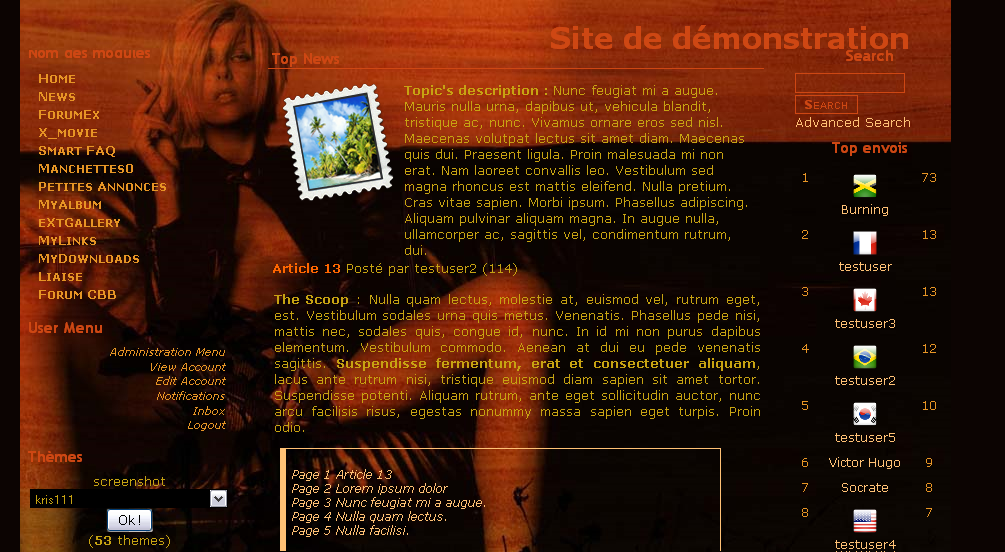 Site de démonstration
Nom des modules
Home
News
ForumEx
X_movie
Smart FAQ
Manchettes0
Petites Annonces
MyAlbum
eXtGallery
MyLinks
MyDownloads
Liaise
Forum CBB
User Menu
Administration Menu
View Account
Edit Account
Notifications
Inbox
Logout
Thèmes
screenshot
kris111
Ok!
(53 themes)
Top News
Topic's description : Nunc feugiat mi a augue.
Mauris nulla urna, dapibus ut, vehicula blandit,
tristique ac, nunc. Vivamus ornare eros sed nisl.
Maecenas volutpat lectus sit amet diam. Maecenas
quis dui. Praesent ligula. Proin malesuada mi non
erat. Nam laoreet convallis leo. Vestibulum sed
magna rhoncus est mattis eleifend. Nulla pretium.
Cras vitae sapien. Morbi ipsum. Phasellus adipiscing.
Aliquam pulvinar aliquam magna. In augue nulla,
ullamcorper ac, sagittis vel, condimentum rutrum,
dui.
Article 13 Posté par testuser2 (114)
The Scoop : Nulla quam lectus, molestie at, euismod vel, rutrum eget,
est. Vestibulum sodales urna quis metus. Venenatis. Phasellus pede nisi,
mattis nec, sodales quis, congue id, nunc. In id mi non purus dapibus
elementum. Vestibulum commodo. Aenean at dui eu pede venenatis
sagittis. Suspendisse fermentum, erat et consectetuer aliquam,
lacus ante rutrum nisi, tristique euismod diam sapien sit amet tortor.
Suspendisse potenti. Aliquam rutrum, ante eget sollicitudin auctor, nunc
arcu facilisis risus, egestas nonummy massa sapien eget turpis. Proin
odio.
Page 1 Article 13
Page 2 Lorem ipsum dolor
Page 3 Nunc feugiat mi a augue.
Page 4 Nulla quam lectus.
Page 5 Nulla facilisi.
Search
Search
Advanced Search
Top envois
1 73
Burning
2 13
testuser
3 13
testuser3
4 12
testuser2
5 10
testuser5
6 Victor Hugo 9
7 Socrate 8
8 7
testuser4